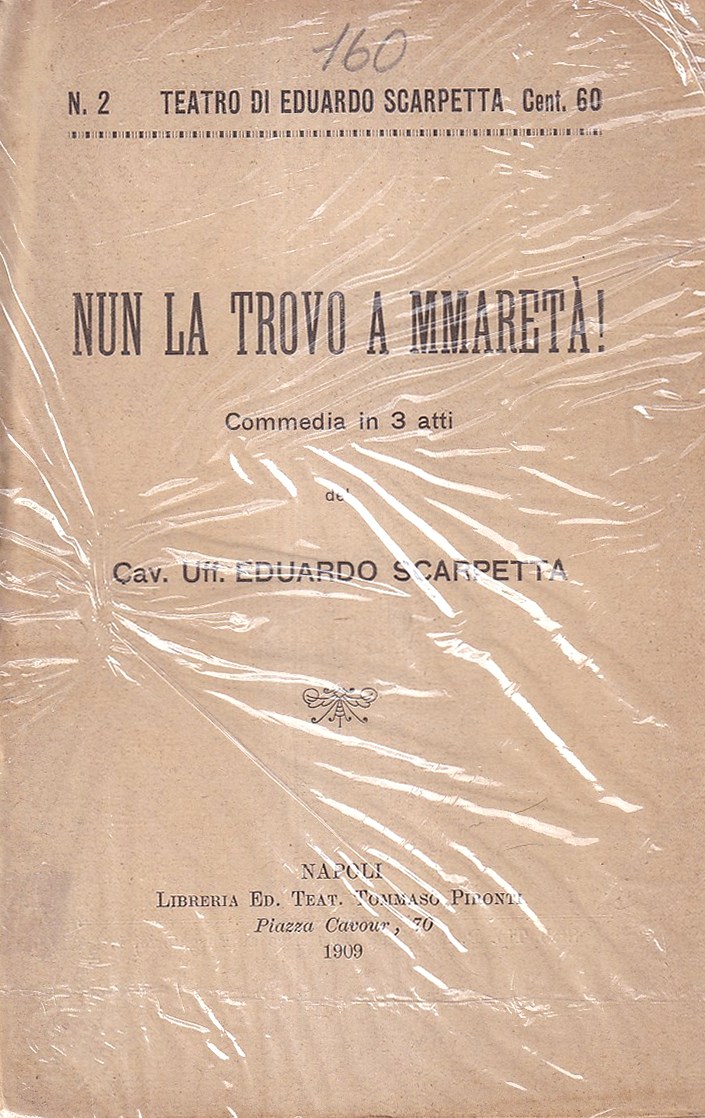 160
N. 2 TEATRO DI EDUARDO SCARPETTA Cent. 60
NUN LA TROVO A MMARETÀ!
Commedia in 3 atti
del
Cav. Uff. EDUARDO SCARPETTA
NAPOLI
LIBRERIA ED. TEAT. TOMMASO PIRONTI
Piazza Cavour, 70
1909